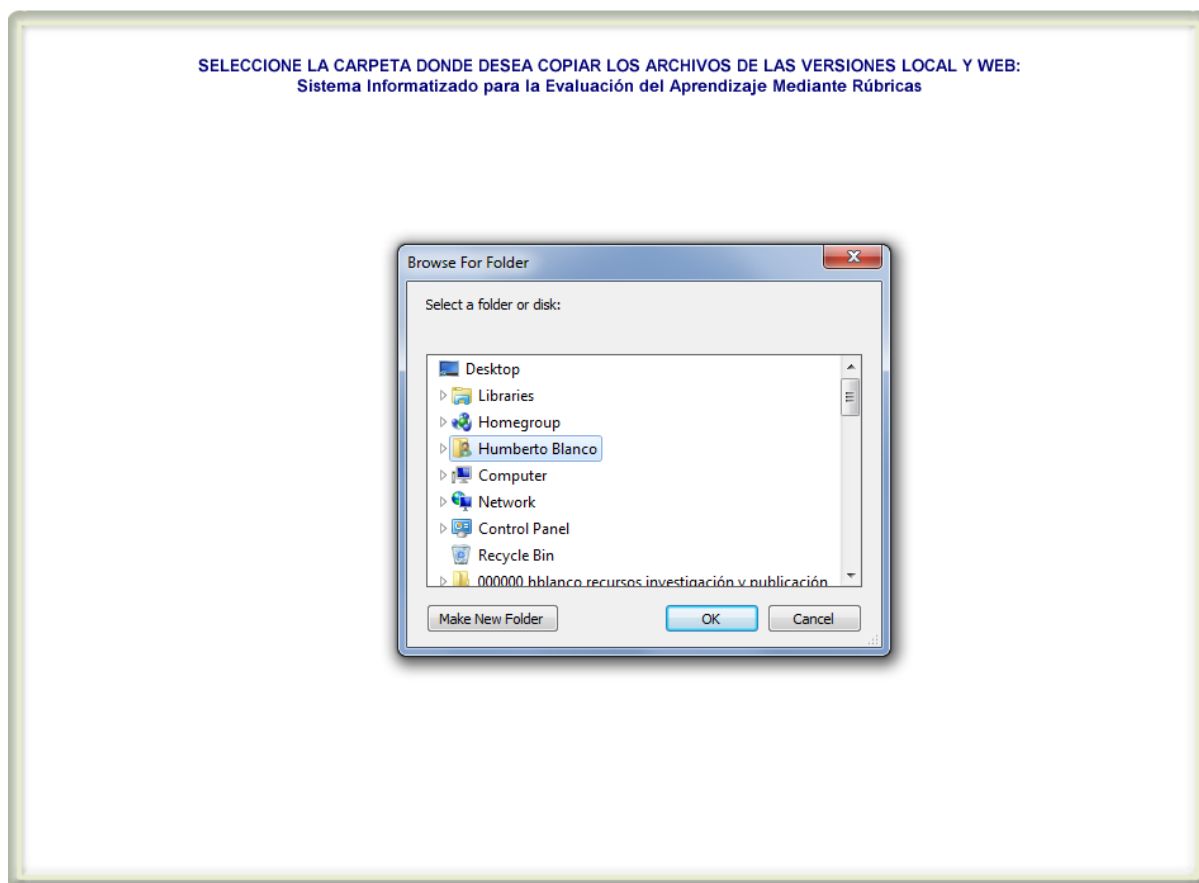 SELECCIONE LA CARPETA DONDE DESEA COPIAR LOS ARCHIVOS DE LAS VERSIONES LOCAL Y WEB:
Sistema Informatizado para la Evaluación del Aprendizaje Mediante Rúbricas
Browse For Folder
Select a folder or disk:
Desktop
Libraries
Homegroup
Humberto Blanco
Computer
Network
Control Panel
Recycle Bin
000000 hblanco recursos investigación y publicación
Make New Folder
OK
Cancel